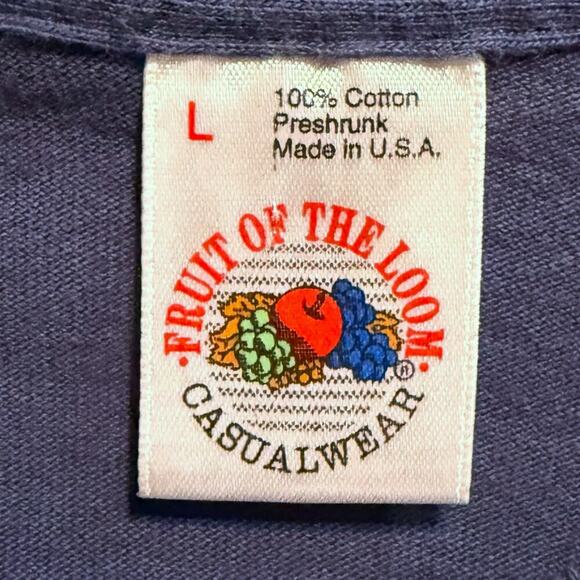 L
100% Cotton
Preshrunk
Made in U.S.A.
·FRUIT OF THE LOOM·
®
CASUALWEAR